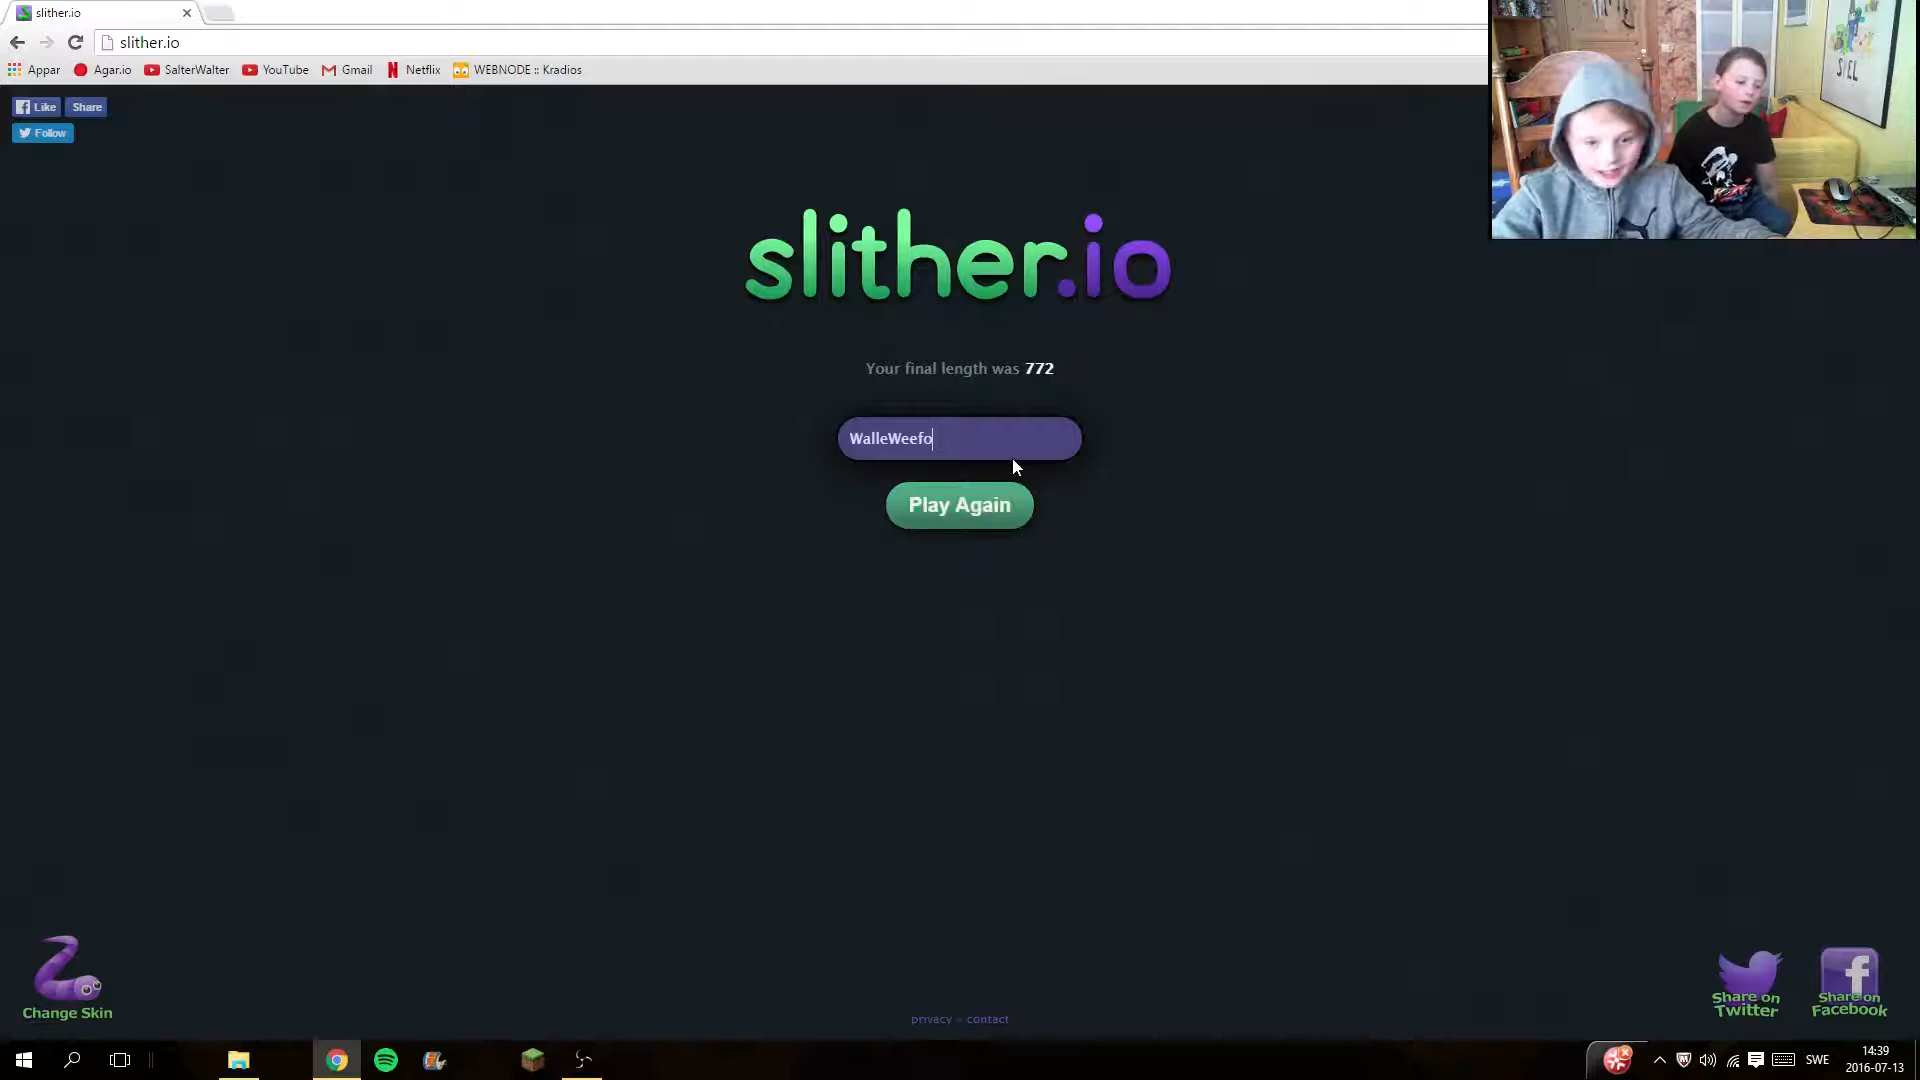 slither.io
slither.io
Appar Agar.io SalterWalter YouTube Gmail Netflix WEBNODE :: Kradios
Like Share
Follow
SPEL
slither.io
Your final length was 772
WalleWeefo
Play Again
Change Skin
Share on Twitter
Share on Facebook
privacy - contact
SWE
14:39
2016-07-13